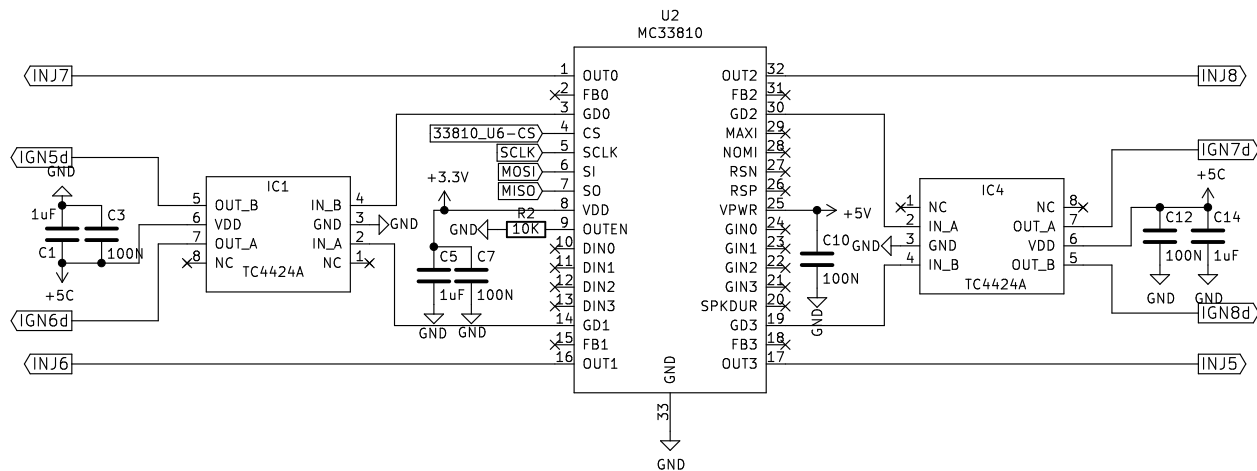 U2
MC33810
INJ7
1 OUT0
2 FB0
3 GD0
4 CS
5 SCLK
6 SI
7 SO
8 VDD
9 OUTEN
10 DIN0
11 DIN1
12 DIN2
13 DIN3
14 GD1
15 FB1
16 OUT1
OUT2 32
FB2 31
GD2 30
MAXI 29
NOMI 28
RSN 27
RSP 26
VPWR 25
GIN0 24
GIN1 23
GIN2 22
GIN3 21
SPKDUR 20
GD3 19
FB3 18
OUT3 17
GND
33
GND
33810_U6-CS
SCLK
MOSI
MISO
+3.3V
GND
R2
10K
C5
1uF
GND
C7
100N
GND
IGN5d
GND
1uF
C1
C3
100N
+5C
IGN6d
INJ6
IC1
5 OUT_B
6 VDD
7 OUT_A
8 NC
IN_B 4
GND 3
IN_A 2
NC 1
TC4424A
GND
+5V
C10
100N
GND
IC4
1 NC
2 IN_A
3 GND
4 IN_B
NC 8
OUT_A 7
VDD 6
OUT_B 5
TC4424A
GND
INJ8
IGN7d
+5C
C12
100N
GND
C14
1uF
GND
IGN8d
INJ5